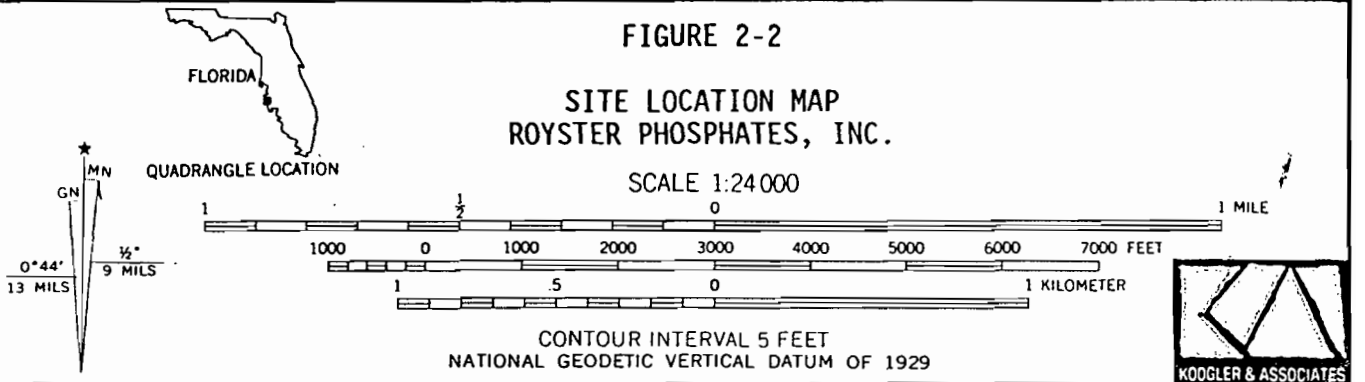 FIGURE 2-2
FLORIDA
SITE LOCATION MAP
ROYSTER PHOSPHATES, INC.
QUADRANGLE LOCATION
★
MN
GN
SCALE 1:24 000
1 ½ 0 1 MILE
1000 0 1000 2000 3000 4000 5000 6000 7000 FEET
0°44'
13 MILS
½°
9 MILS
1 .5 0 1 KILOMETER
CONTOUR INTERVAL 5 FEET
NATIONAL GEODETIC VERTICAL DATUM OF 1929
KOOGLER & ASSOCIATES